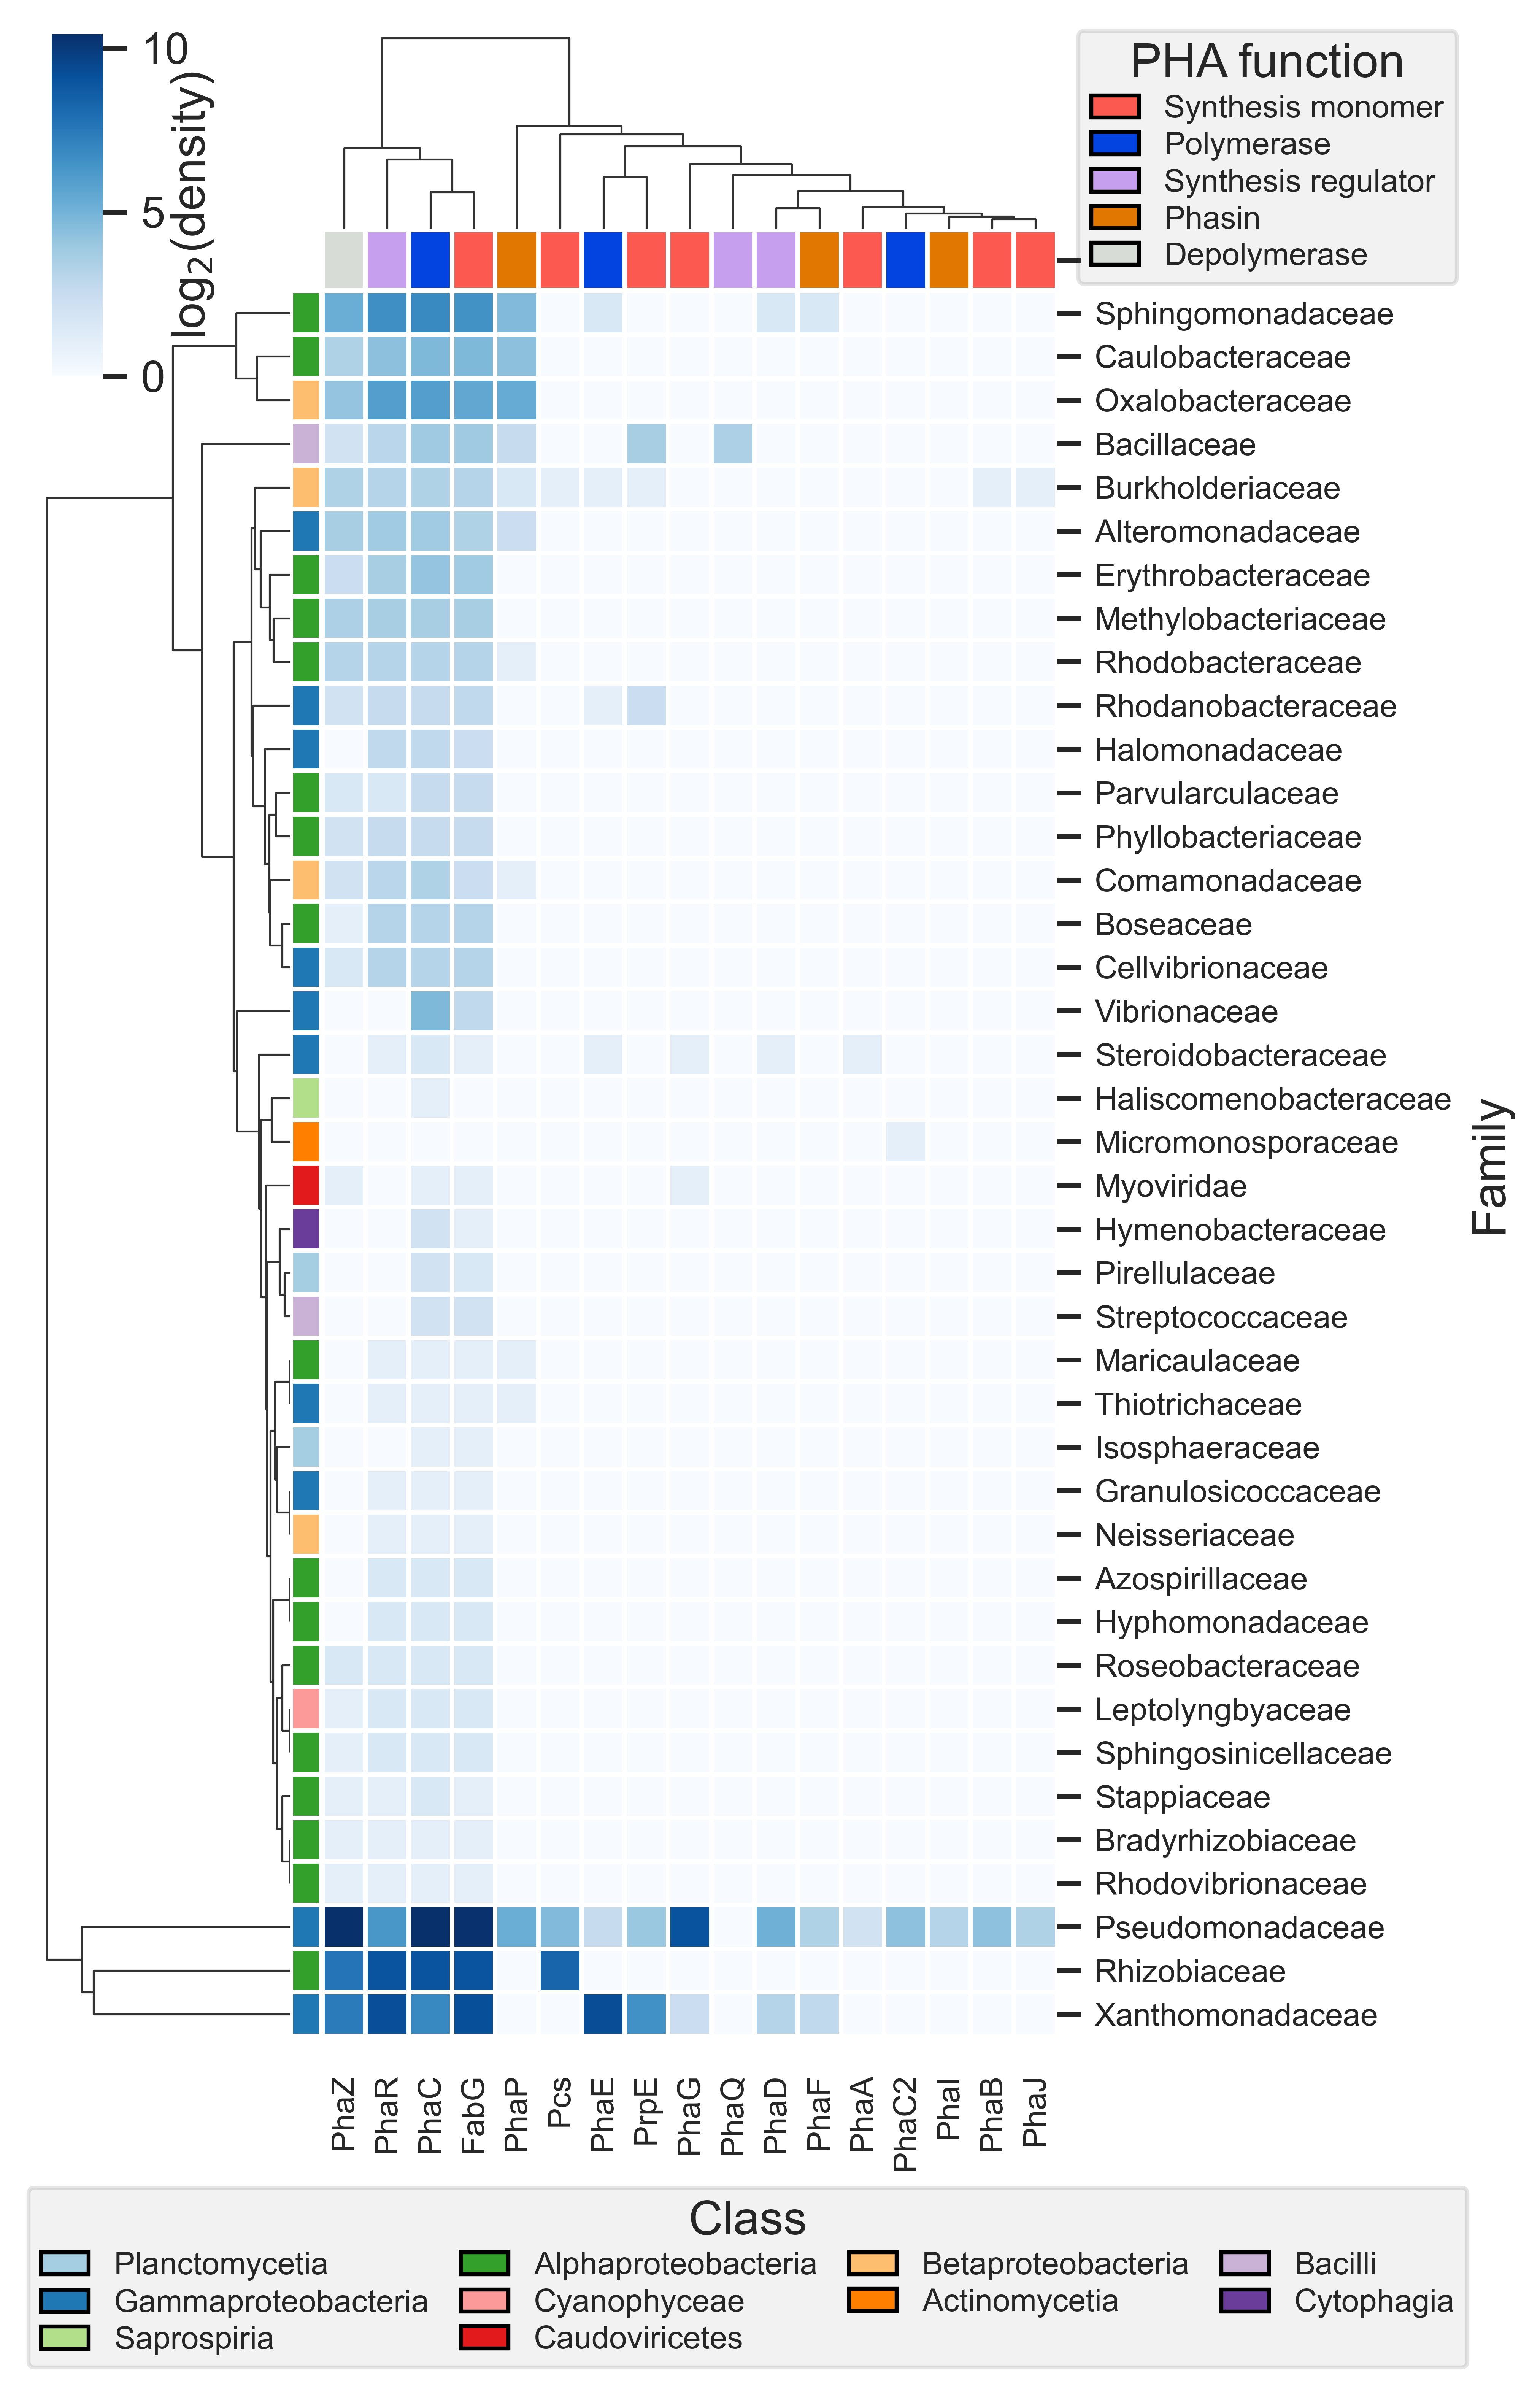 10
5
0
log2(density)
PHA function
Synthesis monomer
Polymerase
Synthesis regulator
Phasin
Depolymerase
Sphingomonadaceae
Caulobacteraceae
Oxalobacteraceae
Bacillaceae
Burkholderiaceae
Alteromonadaceae
Erythrobacteraceae
Methylobacteriaceae
Rhodobacteraceae
Rhodanobacteraceae
Halomonadaceae
Parvularculaceae
Phyllobacteriaceae
Comamonadaceae
Boseaceae
Cellvibrionaceae
Vibrionaceae
Steroidobacteraceae
Haliscomenobacteraceae
Micromonosporaceae
Myoviridae
Hymenobacteraceae
Pirellulaceae
Streptococcaceae
Maricaulaceae
Thiotrichaceae
Isosphaeraceae
Granulosicoccaceae
Neisseriaceae
Azospirillaceae
Hyphomonadaceae
Roseobacteraceae
Leptolyngbyaceae
Sphingosinicellaceae
Stappiaceae
Bradyrhizobiaceae
Rhodovibrionaceae
Pseudomonadaceae
Rhizobiaceae
Xanthomonadaceae
Family
PhaZ
PhaR
PhaC
FabG
PhaP
Pcs
PhaE
PrpE
PhaG
PhaQ
PhaD
PhaF
PhaA
PhaC2
PhaI
PhaB
PhaJ
Class
Planctomycetia
Alphaproteobacteria
Betaproteobacteria
Bacilli
Gammaproteobacteria
Cyanophyceae
Actinomycetia
Cytophagia
Saprospiria
Caudoviricetes